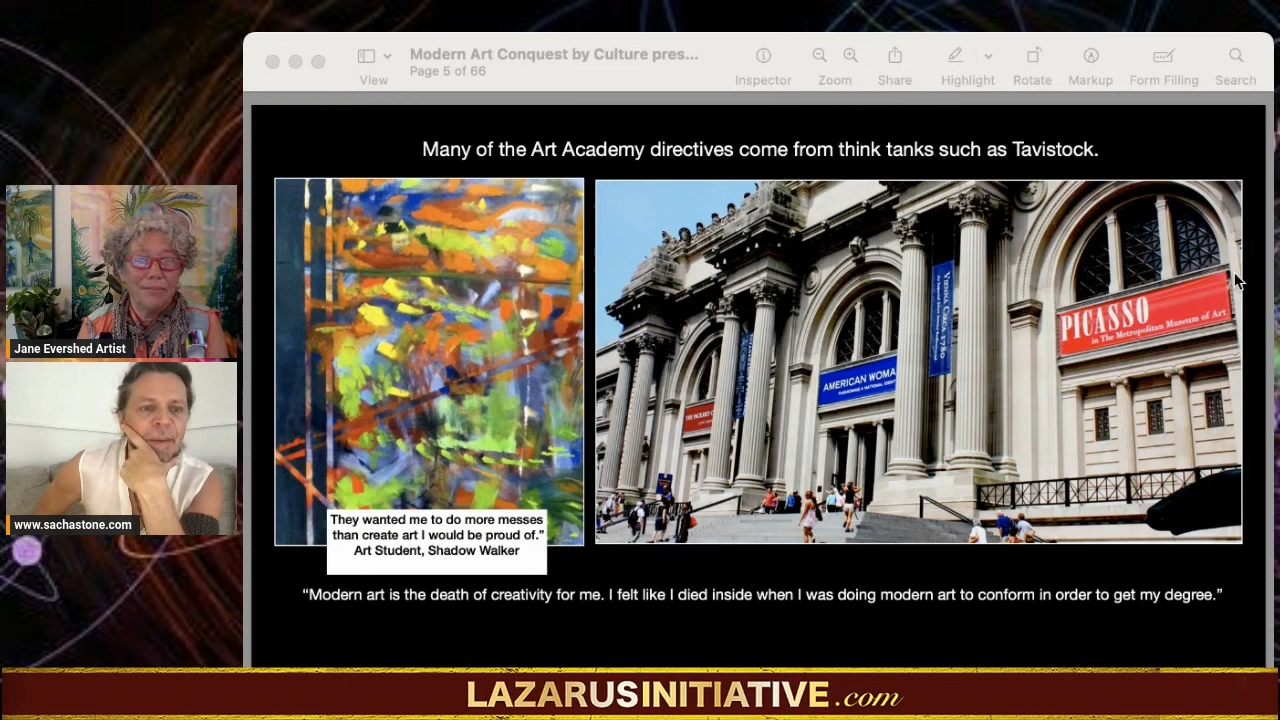 Modern Art Conquest by Culture pres...
Page 5 of 66
View
Inspector
Zoom
Share
Highlight
Rotate
Markup
Form Filling
Search
Many of the Art Academy directives come from think tanks such as Tavistock.
VIENNA CIRCA 1780
AMERICAN WOMA
PICASSO
in The Metropolitan Museum of Art
They wanted me to do more messes
than create art I would be proud of.”
Art Student, Shadow Walker
“Modern art is the death of creativity for me. I felt like I died inside when I was doing modern art to conform in order to get my degree.”
Jane Evershed Artist
www.sachastone.com
LAZARUSINITIATIVE.com